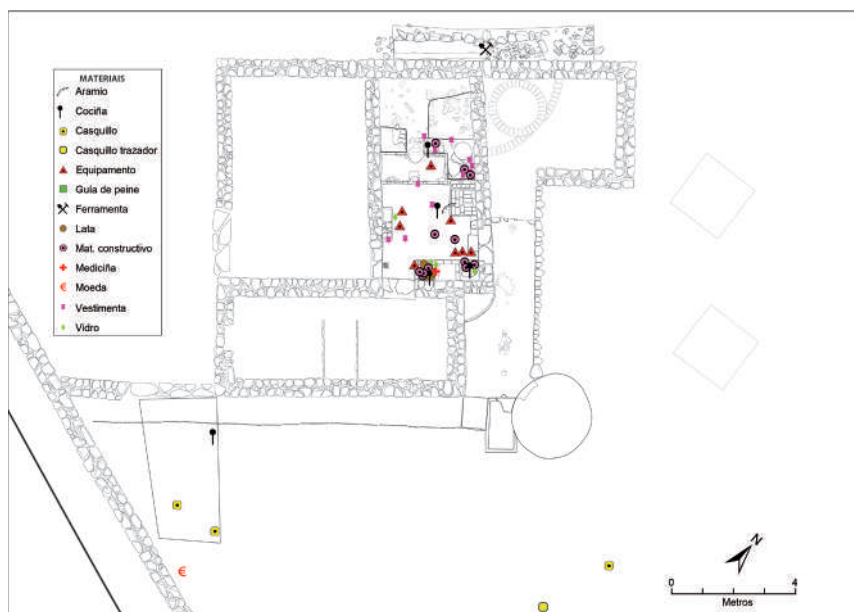 MATERIAIS
Aramio
Cociña
Casquillo
Casquillo trazador
Equipamento
Guía de peine
Ferramenta
Lata
Mat. constructivo
Mediciña
Moeda
Vestimenta
Vidro
N
0 4
Metros